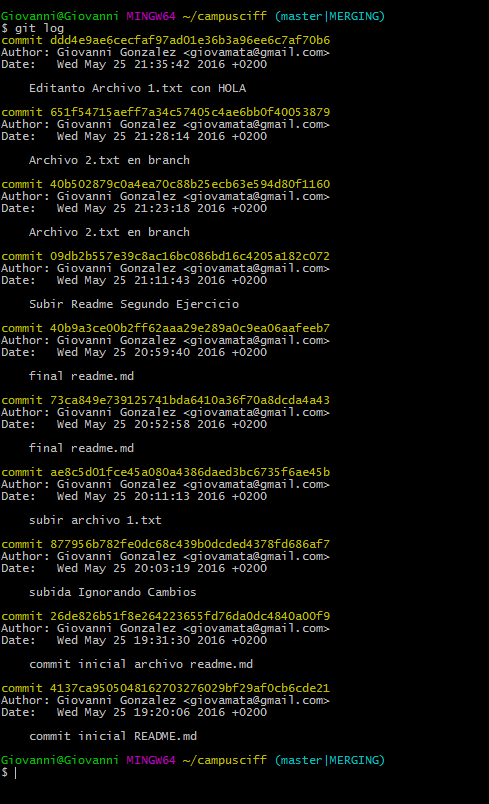 Giovanni@Giovanni MINGW64 ~/campusciff (master|MERGING)
$ git log
commit ddd4e9ae6cecfaf97ad01e36b3a96ee6c7af70b6
Author: Giovanni Gonzalez <giovamata@gmail.com>
Date:   Wed May 25 21:35:42 2016 +0200
Editanto Archivo 1.txt con HOLA
commit 651f54715aeff7a34c57405c4ae6bb0f40053879
Author: Giovanni Gonzalez <giovamata@gmail.com>
Date:   Wed May 25 21:28:14 2016 +0200
Archivo 2.txt en branch
commit 40b502879c0a4ea70c88b25ecb63e594d80f1160
Author: Giovanni Gonzalez <giovamata@gmail.com>
Date:   Wed May 25 21:23:18 2016 +0200
Archivo 2.txt en branch
commit 09db2b557e39c8ac16bc086bd16c4205a182c072
Author: Giovanni Gonzalez <giovamata@gmail.com>
Date:   Wed May 25 21:11:43 2016 +0200
Subir Readme Segundo Ejercicio
commit 40b9a3ce00b2ff62aaa29e289a0c9ea06aafeeb7
Author: Giovanni Gonzalez <giovamata@gmail.com>
Date:   Wed May 25 20:59:40 2016 +0200
final readme.md
commit 73ca849e739125741bda6410a36f70a8dcda4a43
Author: Giovanni Gonzalez <giovamata@gmail.com>
Date:   Wed May 25 20:52:58 2016 +0200
final readme.md
commit ae8c5d01fce45a080a4386daed3bc6735f6ae45b
Author: Giovanni Gonzalez <giovamata@gmail.com>
Date:   Wed May 25 20:11:13 2016 +0200
subir archivo 1.txt
commit 877956b782fe0dc68c439b0dcded4378fd686af7
Author: Giovanni Gonzalez <giovamata@gmail.com>
Date:   Wed May 25 20:03:19 2016 +0200
subida Ignorando Cambios
commit 26de826b51f8e264223655fd76da0dc4840a00f9
Author: Giovanni Gonzalez <giovamata@gmail.com>
Date:   Wed May 25 19:31:30 2016 +0200
commit inicial archivo readme.md
commit 4137ca9505048162703276029bf29af0cb6cde21
Author: Giovanni Gonzalez <giovamata@gmail.com>
Date:   Wed May 25 19:20:06 2016 +0200
commit inicial README.md
Giovanni@Giovanni MINGW64 ~/campusciff (master|MERGING)
$